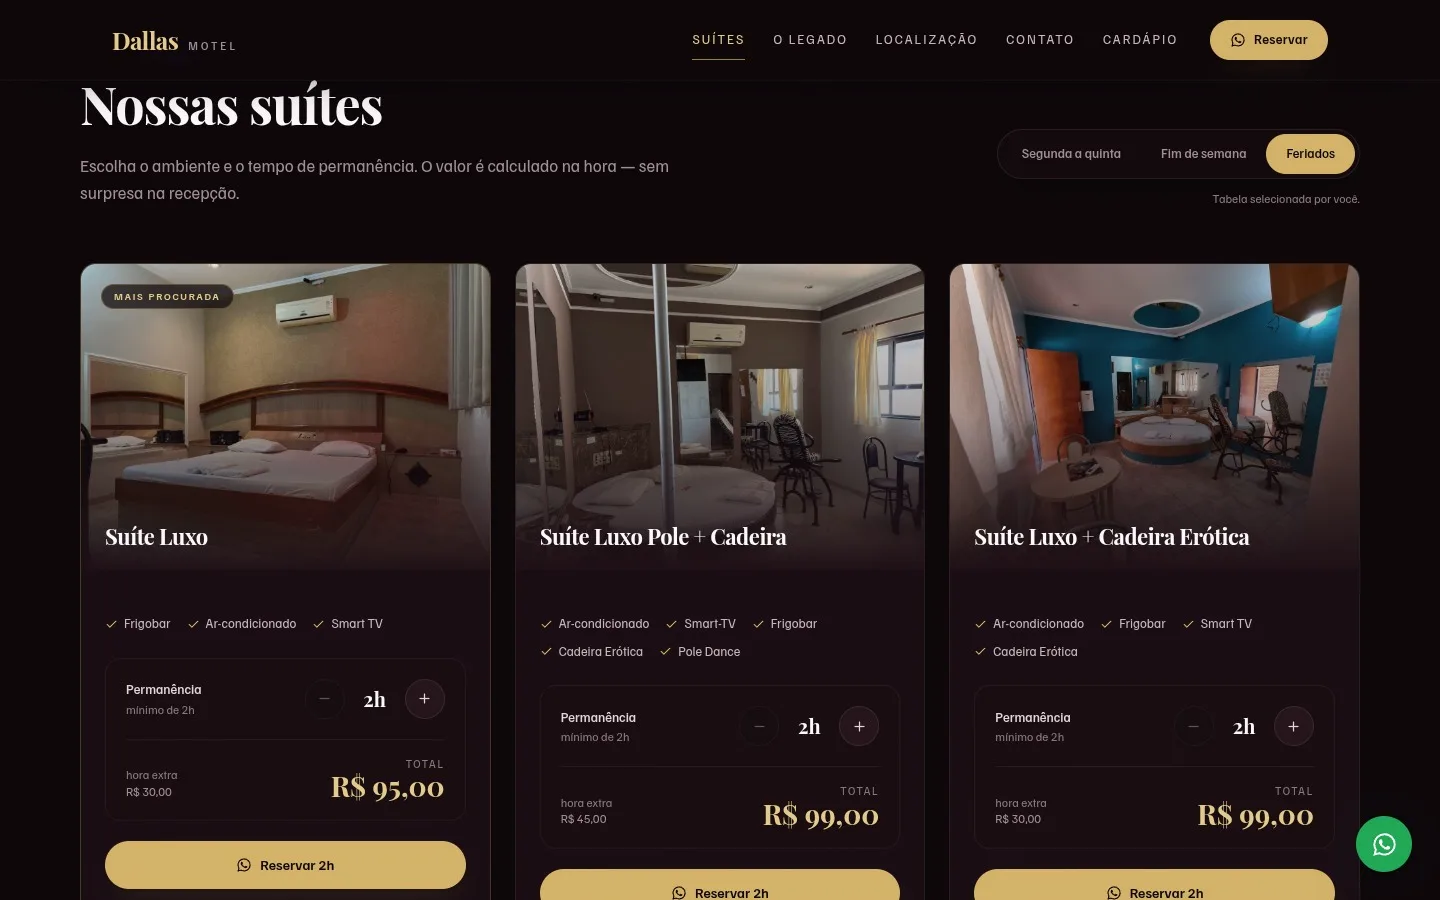 Dallas MOTEL
SUÍTES
O LEGADO
LOCALIZAÇÃO
CONTATO
CARDÁPIO
Reservar
Nossas suítes
Escolha o ambiente e o tempo de permanência. O valor é calculado na hora — sem
surpresa na recepção.
Segunda a quinta
Fim de semana
Feriados
Tabela selecionada por você.
MAIS PROCURADA
Suíte Luxo
Frigobar
Ar-condicionado
Smart TV
Permanência
mínimo de 2h
− 2h +
hora extra
R$ 30,00
TOTAL
R$ 95,00
Reservar 2h
Suíte Luxo Pole + Cadeira
Ar-condicionado
Smart-TV
Frigobar
Cadeira Erótica
Pole Dance
Permanência
mínimo de 2h
− 2h +
hora extra
R$ 45,00
TOTAL
R$ 99,00
Reservar 2h
Suíte Luxo + Cadeira Erótica
Ar-condicionado
Frigobar
Smart TV
Cadeira Erótica
Permanência
mínimo de 2h
− 2h +
hora extra
R$ 30,00
TOTAL
R$ 99,00
Reservar 2h